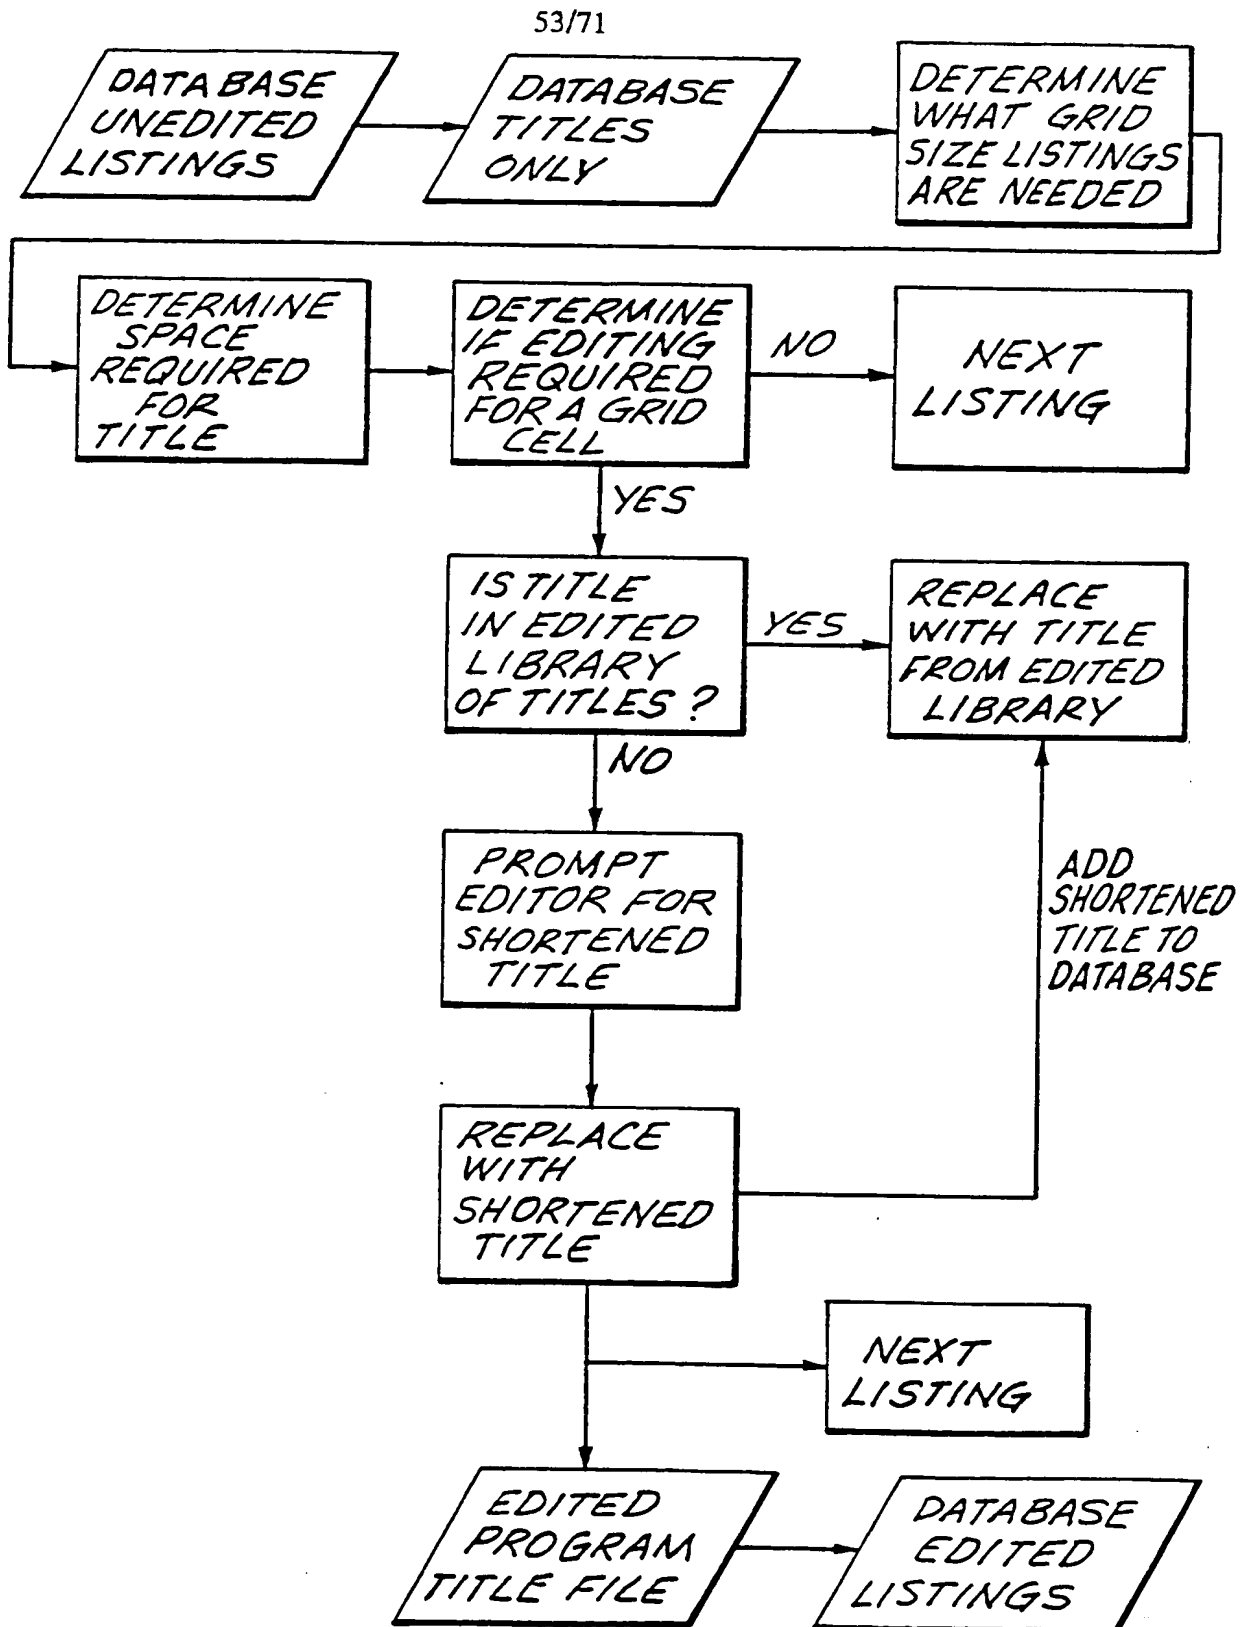 53/71
DATABASE
UNEDITED
LISTINGS
DATABASE
TITLES
ONLY
DETERMINE
WHAT GRID
SIZE LISTINGS
ARE NEEDED
DETERMINE
SPACE
REQUIRED
FOR
TITLE
DETERMINE
IF EDITING
REQUIRED
FOR A GRID
CELL
NO
NEXT
LISTING
YES
IS TITLE
IN EDITED
LIBRARY
OF TITLES ?
YES
REPLACE
WITH TITLE
FROM EDITED
LIBRARY
NO
PROMPT
EDITOR FOR
SHORTENED
TITLE
ADD
SHORTENED
TITLE TO
DATABASE
REPLACE
WITH
SHORTENED
TITLE
NEXT
LISTING
EDITED
PROGRAM
TITLE FILE
DATABASE
EDITED
LISTINGS